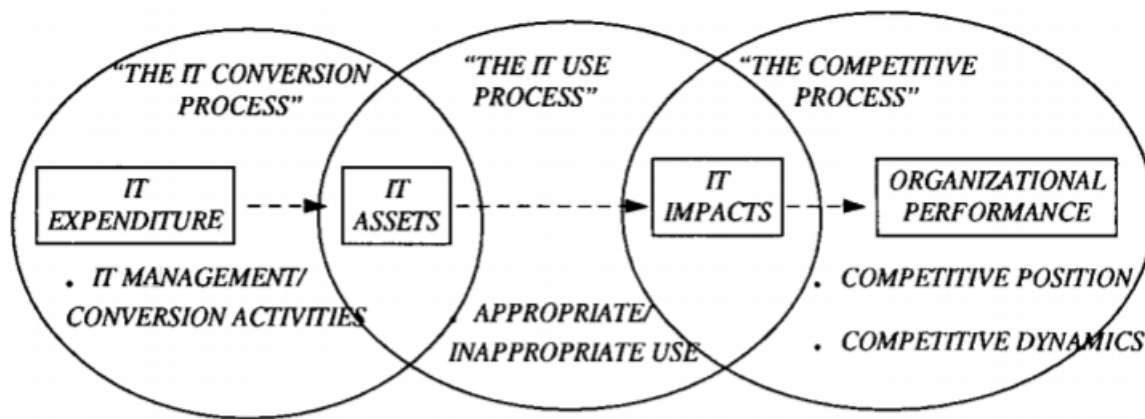 “THE IT CONVERSION
PROCESS”
“THE IT USE
PROCESS”
“THE COMPETITIVE
PROCESS”
IT
EXPENDITURE
IT
ASSETS
IT
IMPACTS
ORGANIZATIONAL
PERFORMANCE
. IT MANAGEMENT/
CONVERSION ACTIVITIES
. APPROPRIATE/
INAPPROPRIATE USE
. COMPETITIVE POSITION
. COMPETITIVE DYNAMICS